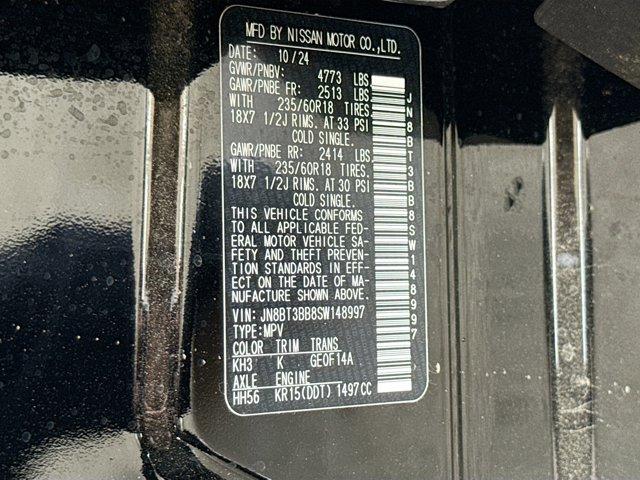 MFD BY NISSAN MOTOR CO.,LTD.
DATE: 10/24
GVWR/PNBV: 4773 LBS
GAWR/PNBE FR: 2513 LBS
WITH 235/60R18 TIRES.
18X7 1/2J RIMS. AT 33 PSI
COLD SINGLE.
GAWR/PNBE RR: 2414 LBS
WITH 235/60R18 TIRES.
18X7 1/2J RIMS. AT 30 PSI
COLD SINGLE.
THIS VEHICLE CONFORMS
TO ALL APPLICABLE FED-
ERAL MOTOR VEHICLE SA-
FETY AND THEFT PREVEN-
TION STANDARDS IN EFF-
ECT ON THE DATE OF MA-
NUFACTURE SHOWN ABOVE.
VIN: JN8BT3BB8SW148997
TYPE:MPV
COLOR TRIM TRANS
KH3 K GE0F14A
AXLE ENGINE
HH56 KR15(DDT) 1497CC
JN8BT3BB8SW148997